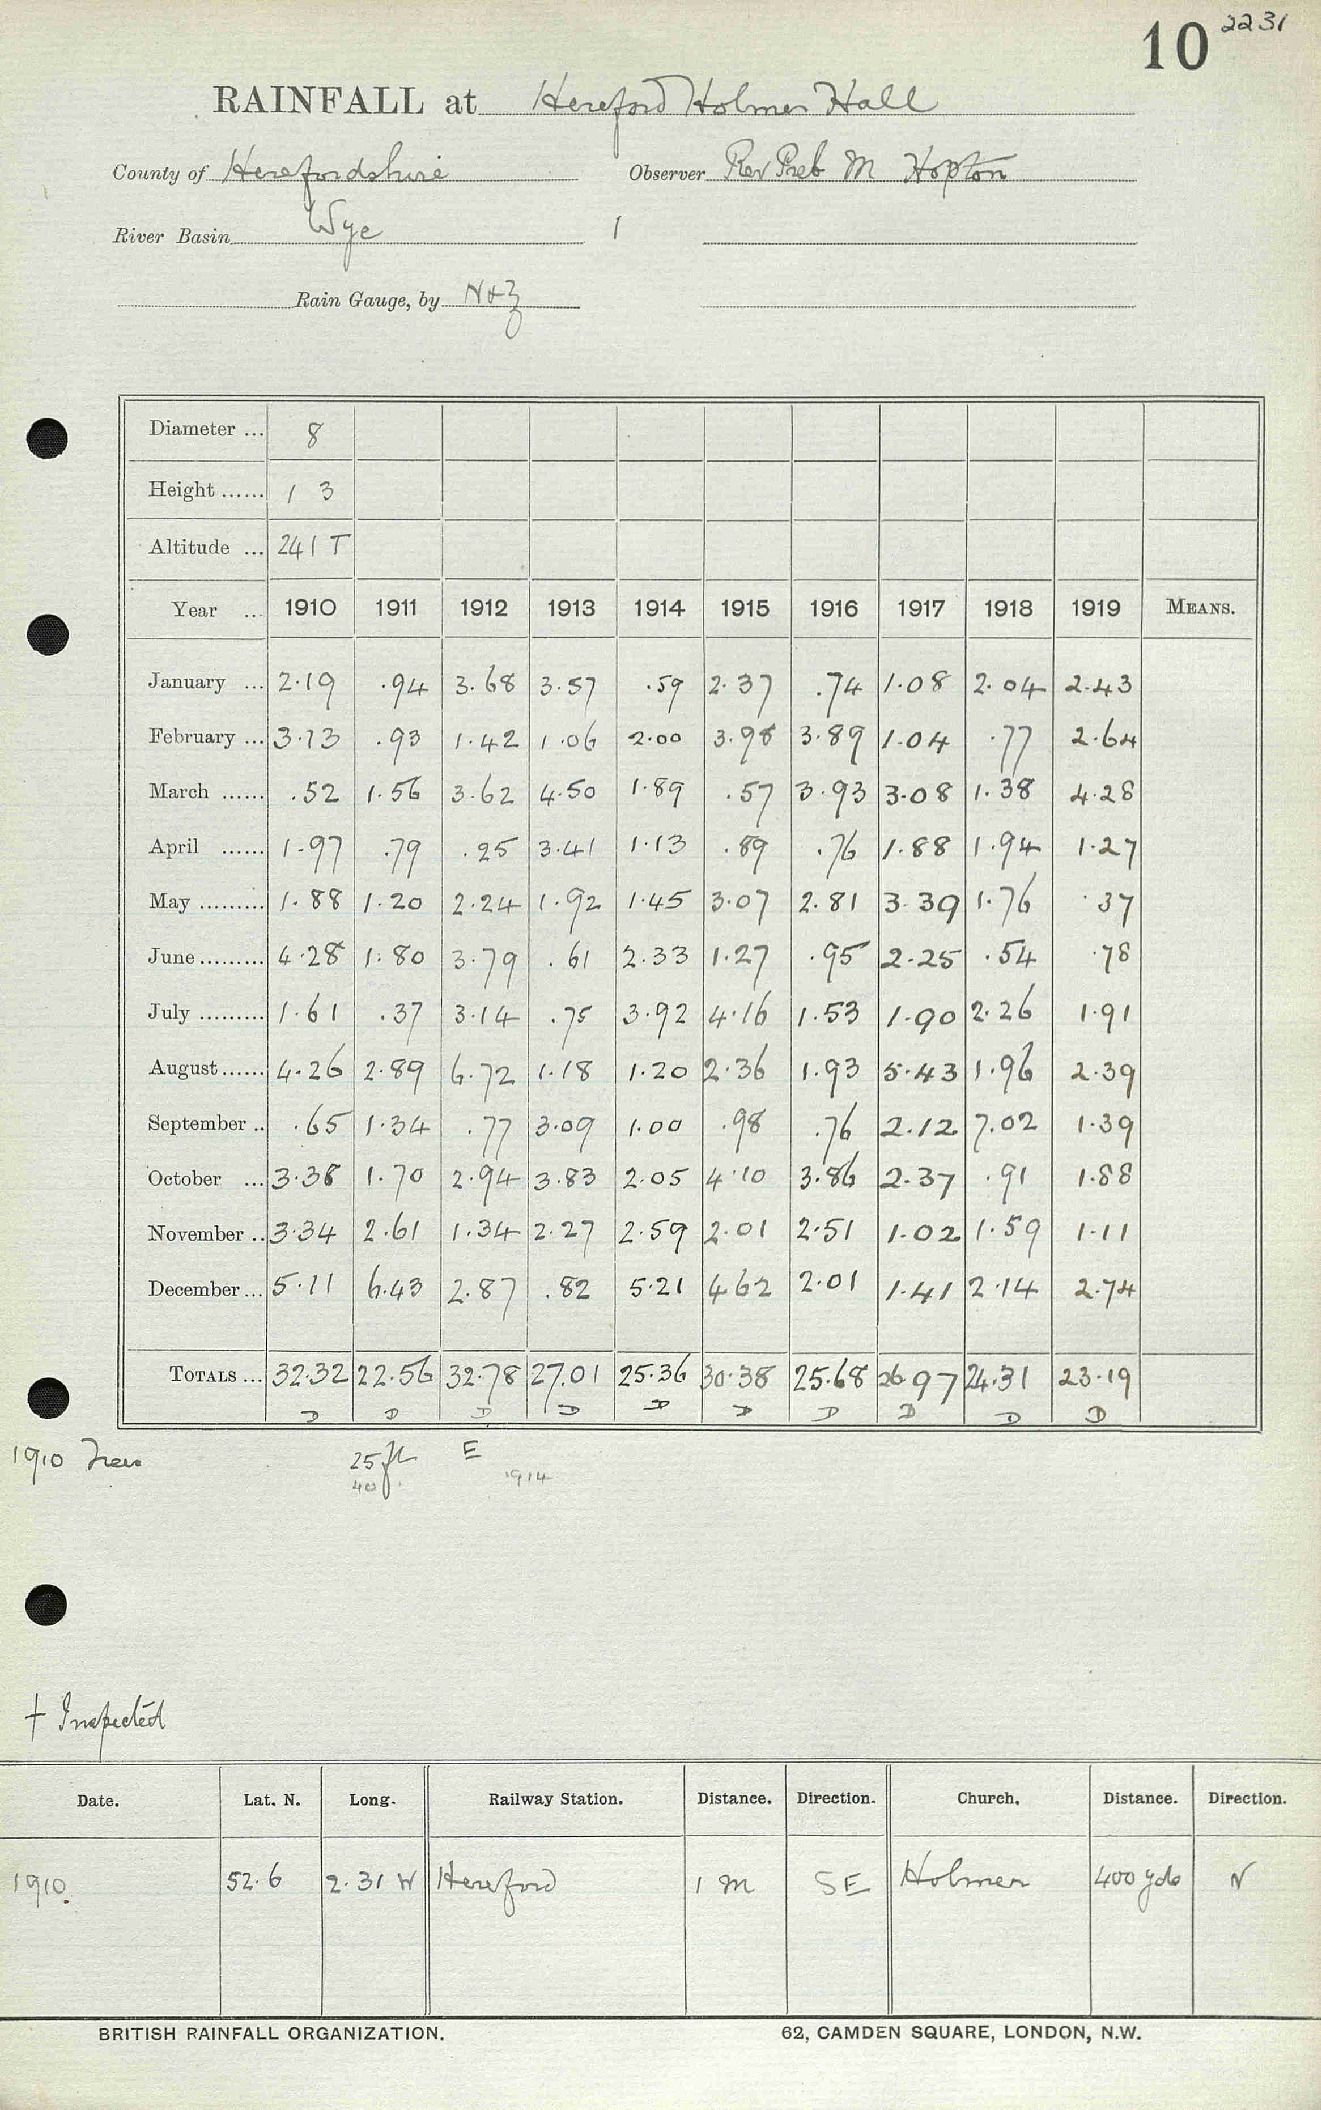 10 2231
RAINFALL at Hereford Holmer Hall
County of Herefordshire Observer Rev Preb M Hopton
River Basin Wye 1
Rain Gauge, by N&Z
Diameter ... 8
Height ...... 1 3
Altitude ... 241 T
Year ... 1910 1911 1912 1913 1914 1915 1916 1917 1918 1919 MEANS.
January ... 2.19 .94 3.68 3.57 .59 2.37 .74 1.08 2.04 2.43
February ... 3.13 .93 1.42 1.06 2.00 3.98 3.89 1.04 .77 2.64
March ...... .52 1.56 3.62 4.50 1.89 .57 3.93 3.08 1.38 4.28
April ...... 1.97 .79 .25 3.41 1.13 .89 .76 1.88 1.94 1.27
May ......... 1.88 1.20 2.24 1.92 1.45 3.07 2.81 3.39 1.76 .37
June ......... 4.28 1.80 3.79 .61 2.33 1.27 .95 2.25 .54 .78
July ......... 1.61 .37 3.14 .75 3.92 4.16 1.53 1.90 2.26 1.91
August ...... 4.26 2.89 6.72 1.18 1.20 2.36 1.93 5.43 1.96 2.39
September .. .65 1.34 .77 3.09 1.00 .98 .76 2.12 7.02 1.39
October ... 3.38 1.70 2.94 3.83 2.05 4.10 3.86 2.37 .91 1.88
November .. 3.34 2.61 1.34 2.27 2.59 2.01 2.51 1.02 1.59 1.11
December ... 5.11 6.43 2.87 .82 5.21 4.62 2.01 1.41 2.14 2.74
TOTALS ... 32.32 22.56 32.78 27.01 25.36 30.38 25.68 26.97 24.31 23.19
D D D D D D D D D D
1910 Trees 25 ft E
40 f. 1914
+ Inspected
Date. Lat. N. Long. Railway Station. Distance. Direction. Church. Distance. Direction.
1910. 52.6 2.31 W Hereford 1 m SE Holmer 400 yds N
BRITISH RAINFALL ORGANIZATION. 62, CAMDEN SQUARE, LONDON, N.W.